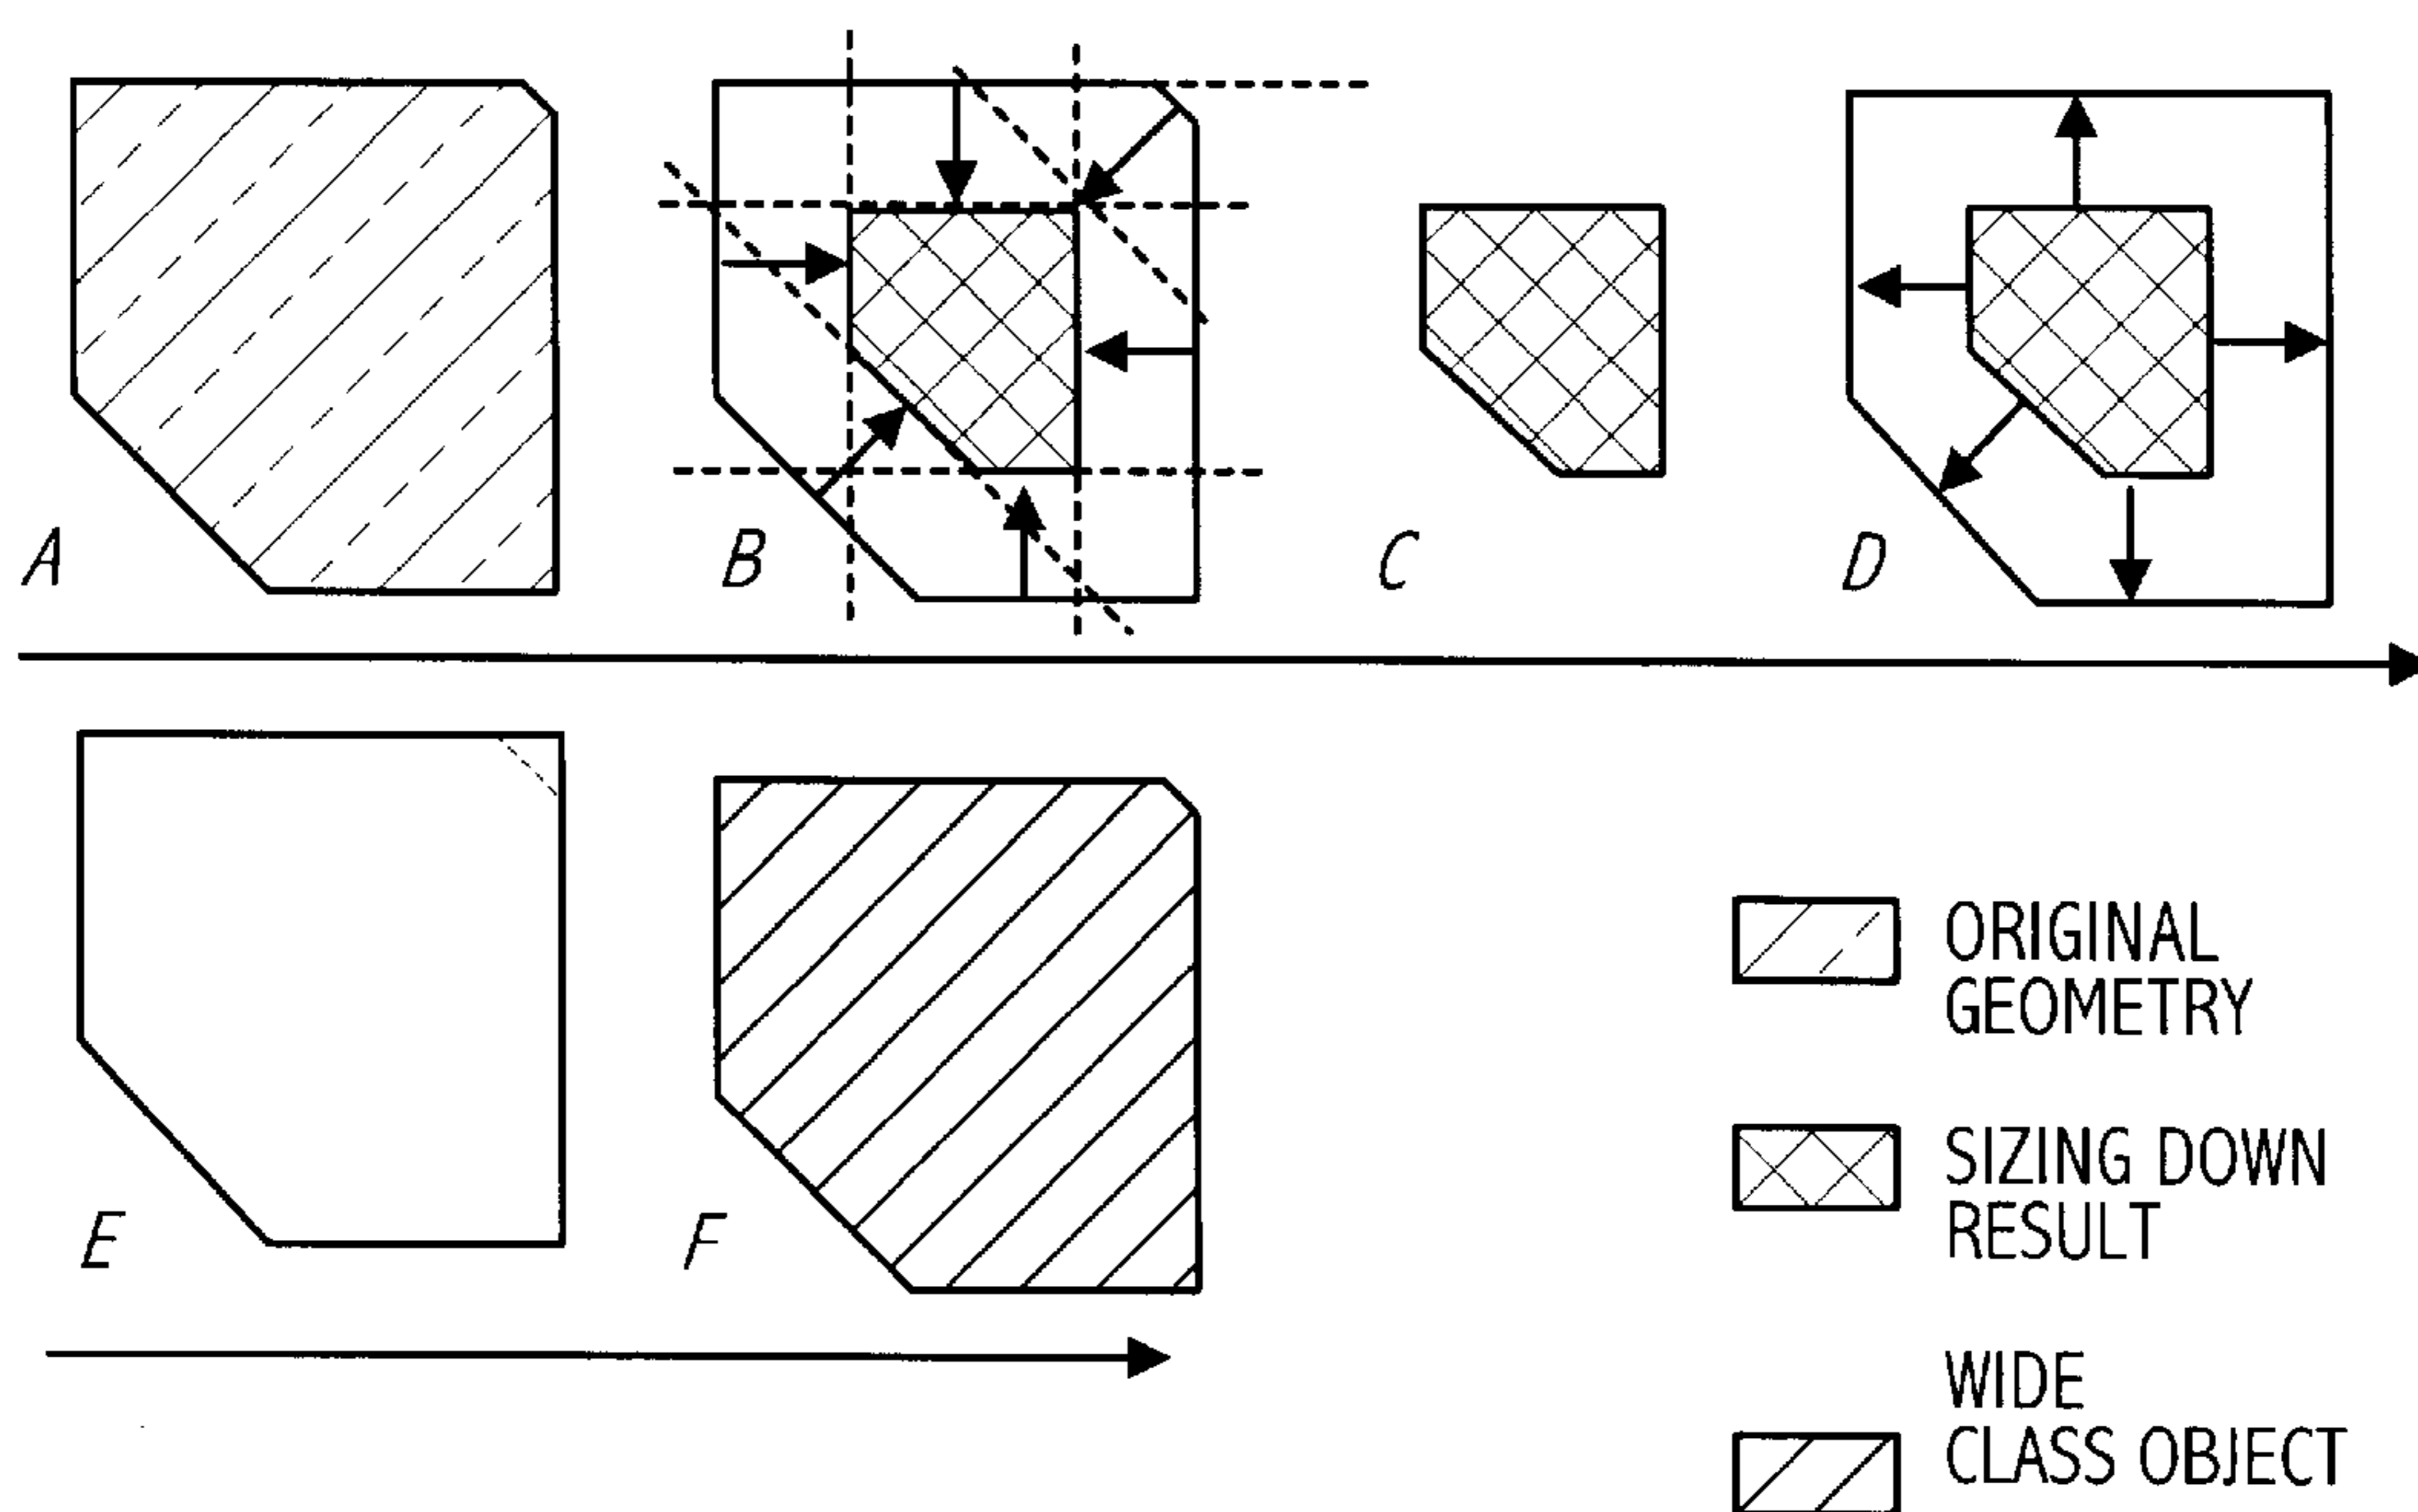 A
B
C
D
E
F
ORIGINAL
GEOMETRY
SIZING DOWN
RESULT
WIDE
CLASS OBJECT